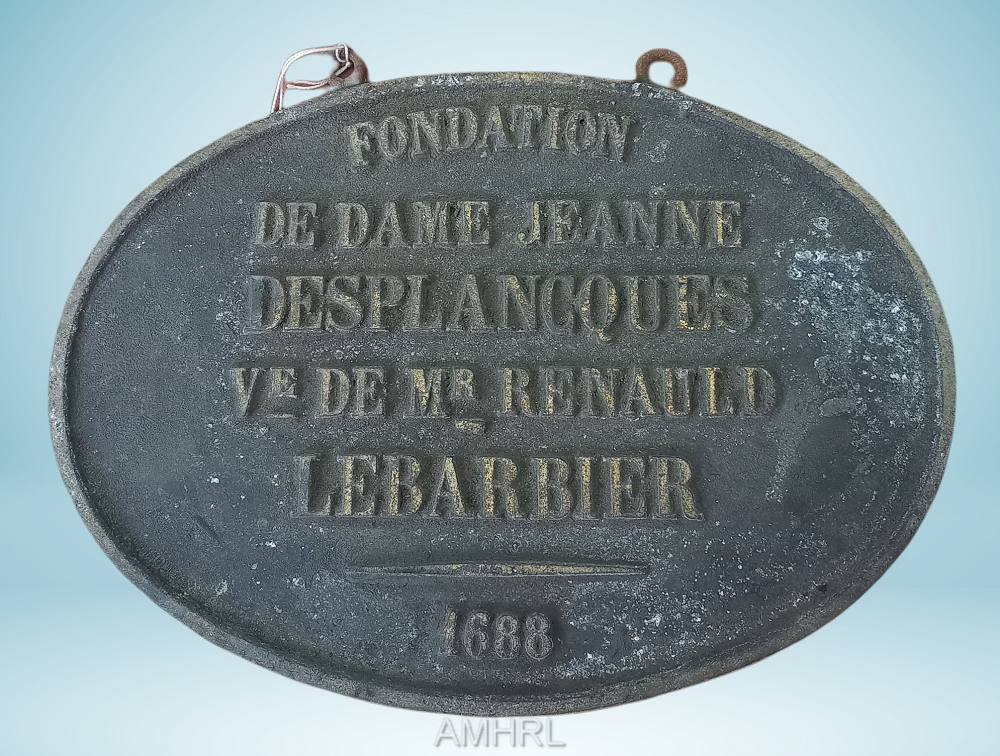 FONDATION
DE DAME JEANNE
DESPLANCQUES
VE DE MR RENAULD
LEBARBIER
1688
AMHRL